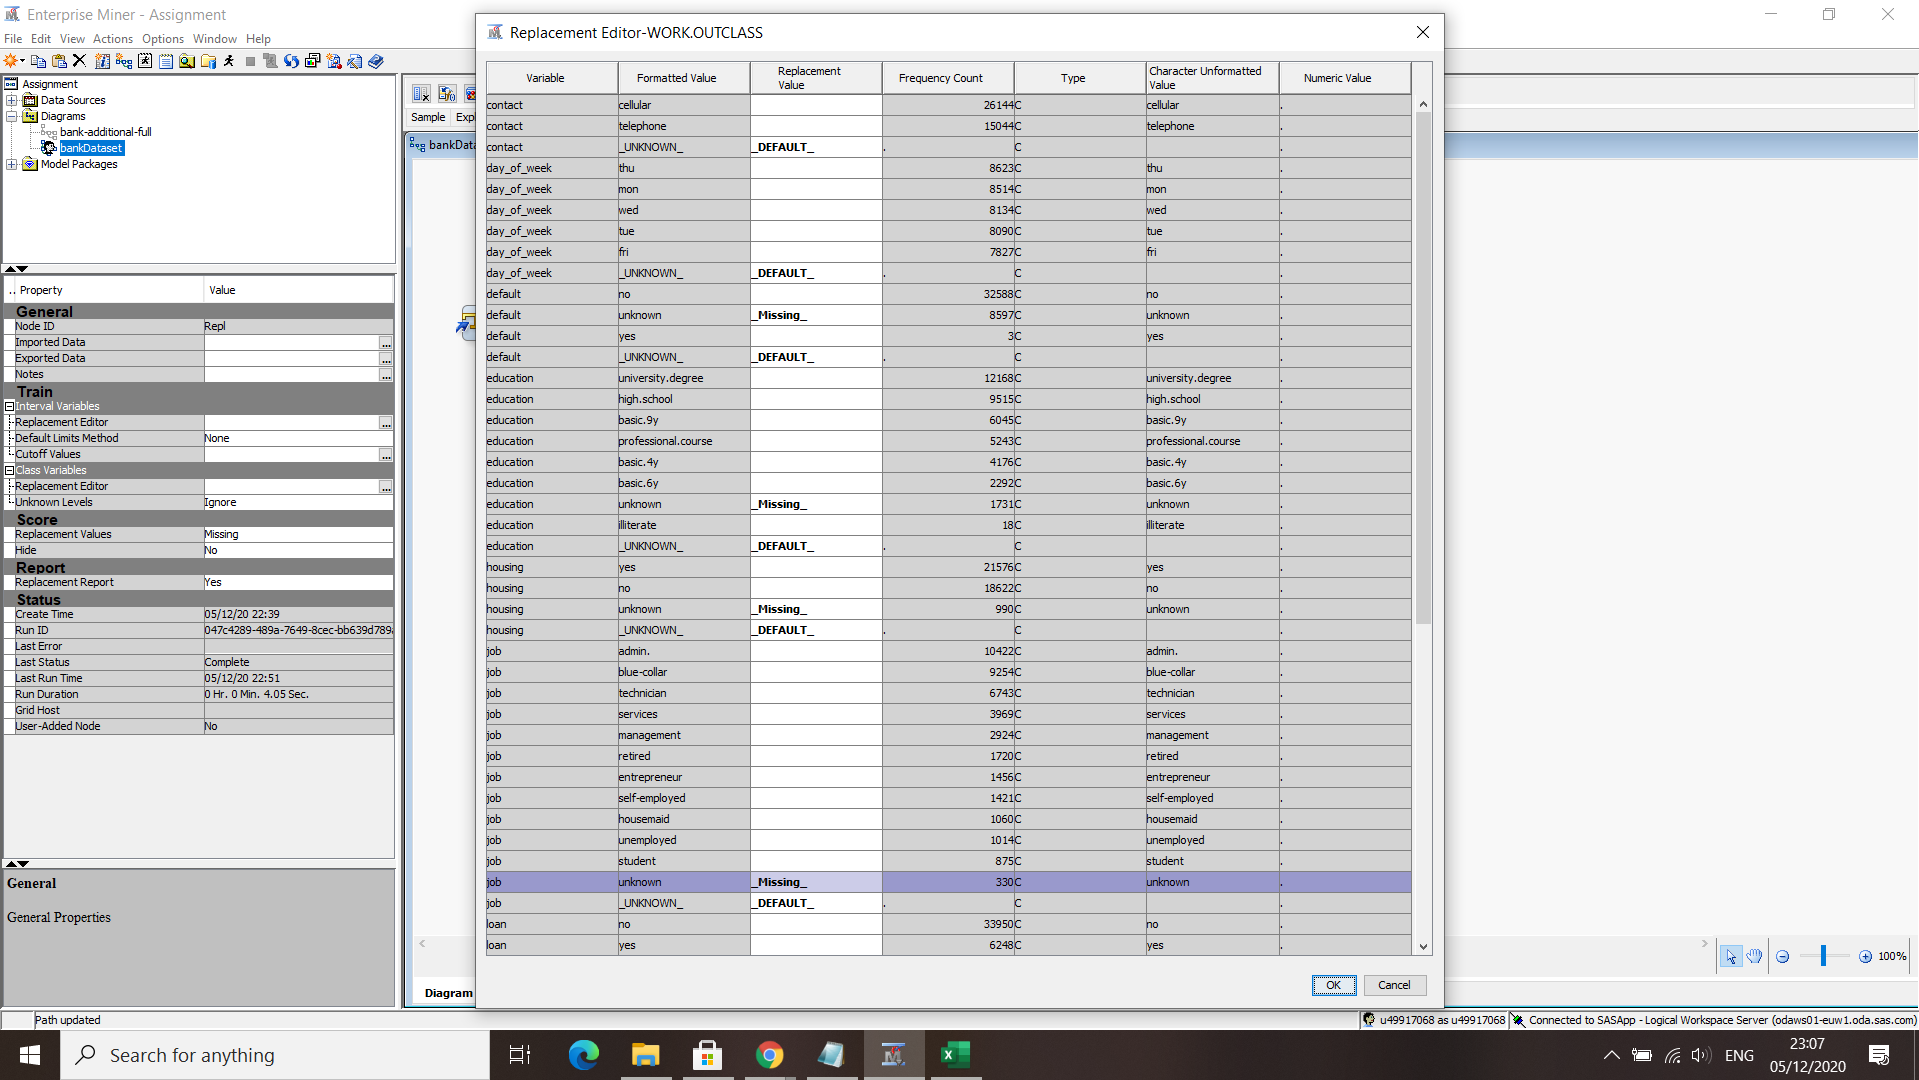 Enterprise Miner - Assignment
File Edit View Actions Options Window Help
Assignment
Data Sources
Diagrams
bank-additional-full
bankDataset
Model Packages
.. Property Value
General
Node ID Repl
Imported Data ...
Exported Data ...
Notes ...
Train
Interval Variables
Replacement Editor ...
Default Limits Method None
Cutoff Values ...
Class Variables
Replacement Editor ...
Unknown Levels Ignore
Score
Replacement Values Missing
Hide No
Report
Replacement Report Yes
Status
Create Time 05/12/20 22:39
Run ID 047c4289-489a-7649-8cec-bb639d789
Last Error
Last Status Complete
Last Run Time 05/12/20 22:51
Run Duration 0 Hr. 0 Min. 4.05 Sec.
Grid Host
User-Added Node No
General
General Properties
Sample Expl
bankData
Diagram
Replacement Editor-WORK.OUTCLASS
Variable Formatted Value Replacement Value Frequency Count Type Character Unformatted Value Numeric Value
contact cellular 26144 C cellular .
contact telephone 15044 C telephone .
contact _UNKNOWN_ _DEFAULT_ . C .
day_of_week thu 8623 C thu .
day_of_week mon 8514 C mon .
day_of_week wed 8134 C wed .
day_of_week tue 8090 C tue .
day_of_week fri 7827 C fri .
day_of_week _UNKNOWN_ _DEFAULT_ . C .
default no 32588 C no .
default unknown _Missing_ 8597 C unknown .
default yes 3 C yes .
default _UNKNOWN_ _DEFAULT_ . C .
education university.degree 12168 C university.degree .
education high.school 9515 C high.school .
education basic.9y 6045 C basic.9y .
education professional.course 5243 C professional.course .
education basic.4y 4176 C basic.4y .
education basic.6y 2292 C basic.6y .
education unknown _Missing_ 1731 C unknown .
education illiterate 18 C illiterate .
education _UNKNOWN_ _DEFAULT_ . C .
housing yes 21576 C yes .
housing no 18622 C no .
housing unknown _Missing_ 990 C unknown .
housing _UNKNOWN_ _DEFAULT_ . C .
job admin. 10422 C admin. .
job blue-collar 9254 C blue-collar .
job technician 6743 C technician .
job services 3969 C services .
job management 2924 C management .
job retired 1720 C retired .
job entrepreneur 1456 C entrepreneur .
job self-employed 1421 C self-employed .
job housemaid 1060 C housemaid .
job unemployed 1014 C unemployed .
job student 875 C student .
job unknown _Missing_ 330 C unknown .
job _UNKNOWN_ _DEFAULT_ . C .
loan no 33950 C no .
loan yes 6248 C yes .
OK Cancel
100%
Path updated
u49917068 as u49917068 Connected to SASApp - Logical Workspace Server (odaws01-euw1.oda.sas.com)
Search for anything
ENG
23:07
05/12/2020